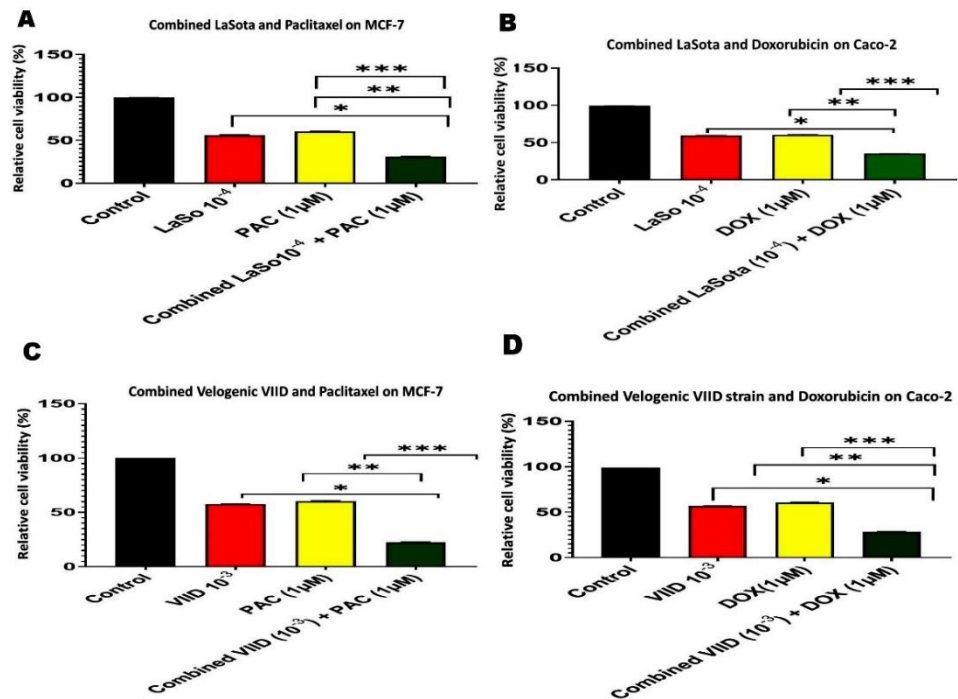 A
Combined LaSota and Paclitaxel on MCF-7
Relative cell viability (%)
150
100
50
0
***
**
*
Control
LaSo 10⁻⁴
PAC (1µM)
Combined LaSo10⁻⁴ + PAC (1µM)
B
Combined LaSota and Doxorubicin on Caco-2
Relative cell viability (%)
150
100
50
0
***
**
*
Control
LaSo 10⁻⁴
DOX (1µM)
Combined LaSota (10⁻⁴) + DOX (1µM)
C
Combined Velogenic VIID and Paclitaxel on MCF-7
Relative cell viability (%)
150
100
50
0
***
**
*
Control
VIID 10⁻³
PAC (1µM)
Combined VIID (10⁻³) + PAC (1µM)
D
Combined Velogenic VIID strain and Doxorubicin on Caco-2
Relative cell viability (%)
150
100
50
0
***
**
*
Control
VIID 10⁻³
DOX(1µM)
Combined VIID (10⁻³) + DOX (1µM)